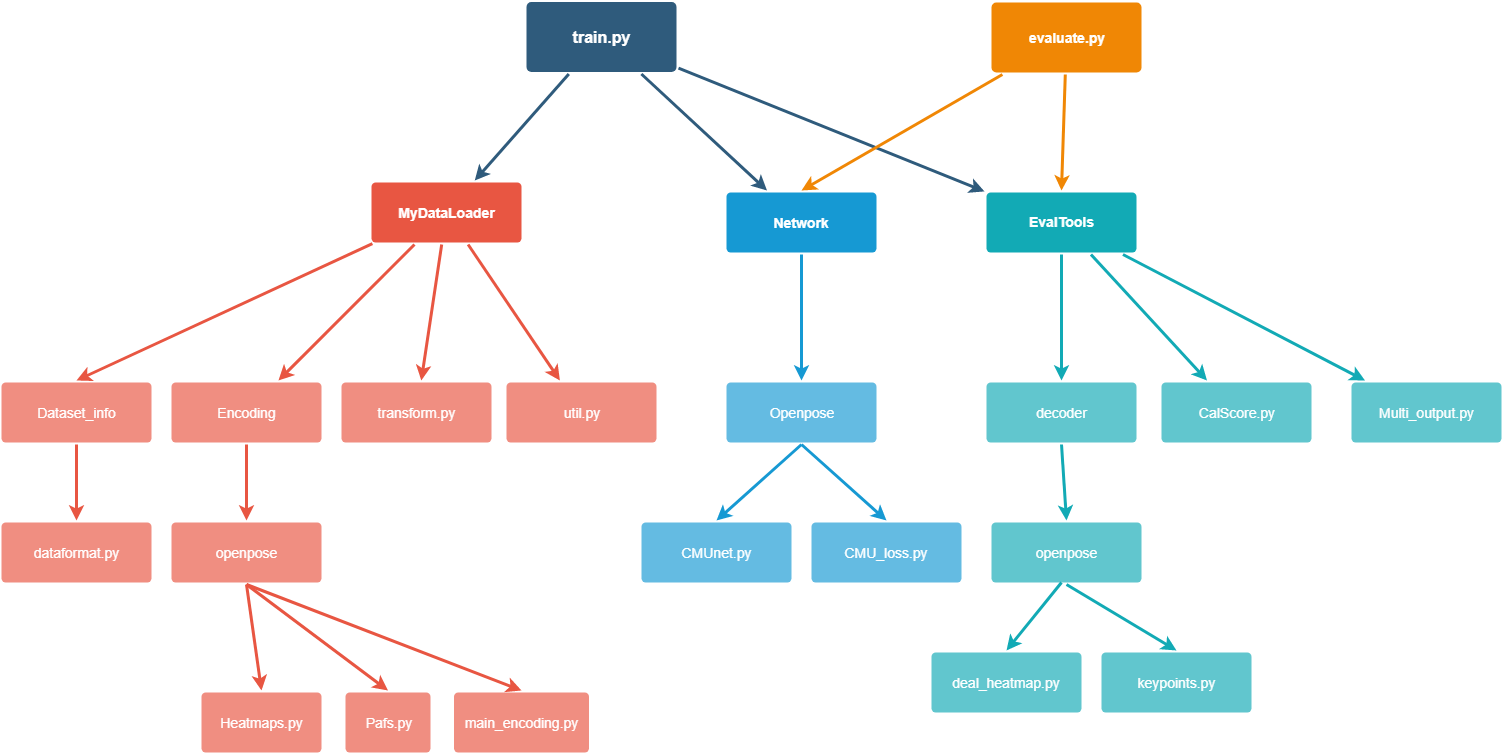 train.py
evaluate.py
MyDataLoader
Network
EvalTools
Dataset_info
Encoding
transform.py
util.py
Openpose
decoder
CalScore.py
Multi_output.py
dataformat.py
openpose
CMUnet.py
CMU_loss.py
openpose
deal_heatmap.py
keypoints.py
Heatmaps.py
Pafs.py
main_encoding.py